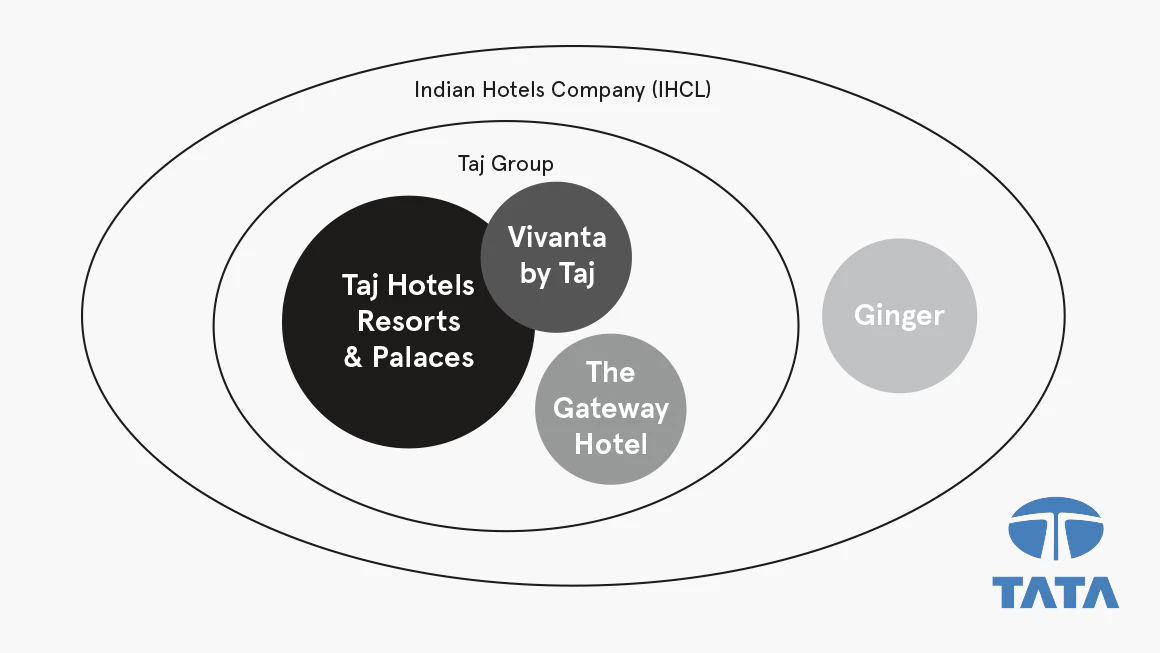 Indian Hotels Company (IHCL)
Taj Group
Vivanta
by Taj
Taj Hotels
Resorts
& Palaces
Ginger
The
Gateway
Hotel
TATA